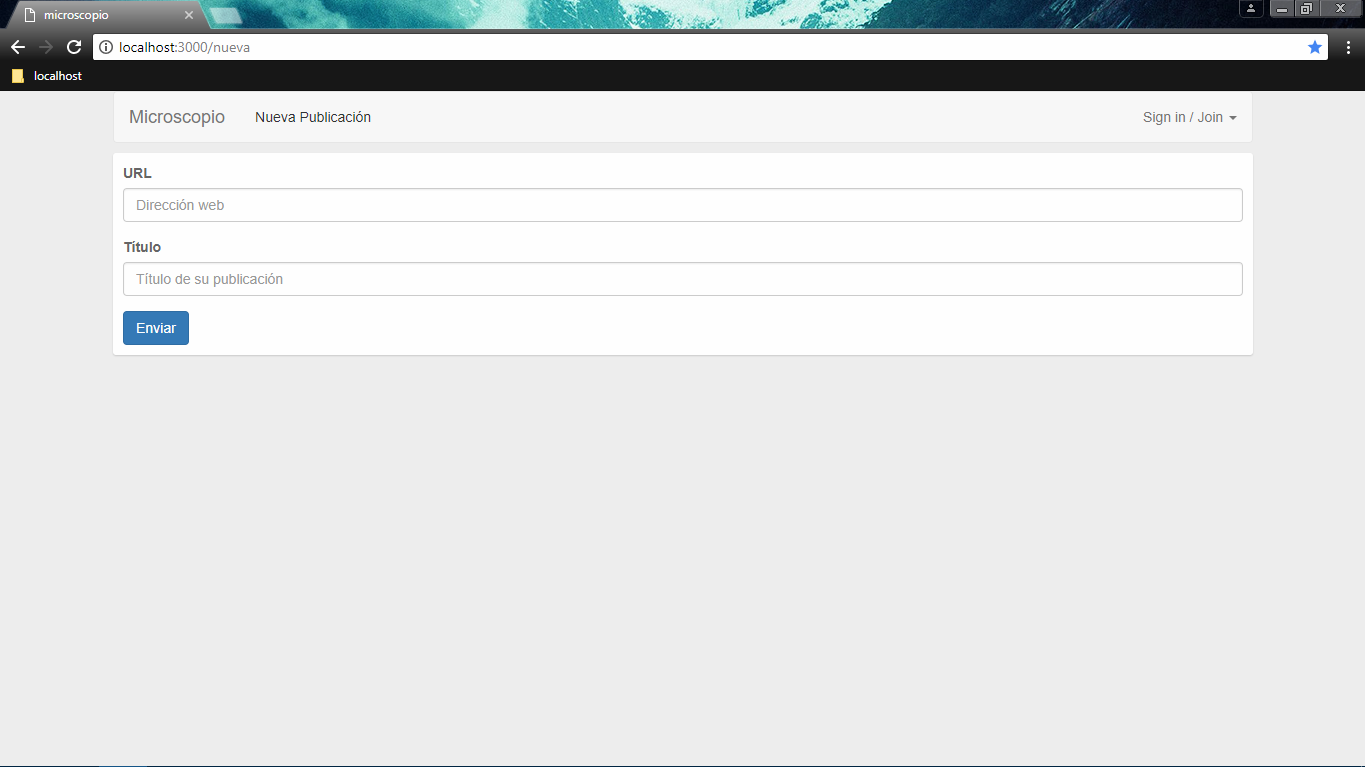 microscopio
localhost:3000/nueva
localhost
Microscopio Nueva Publicación Sign in / Join
URL
Dirección web
Título
Título de su publicación
Enviar